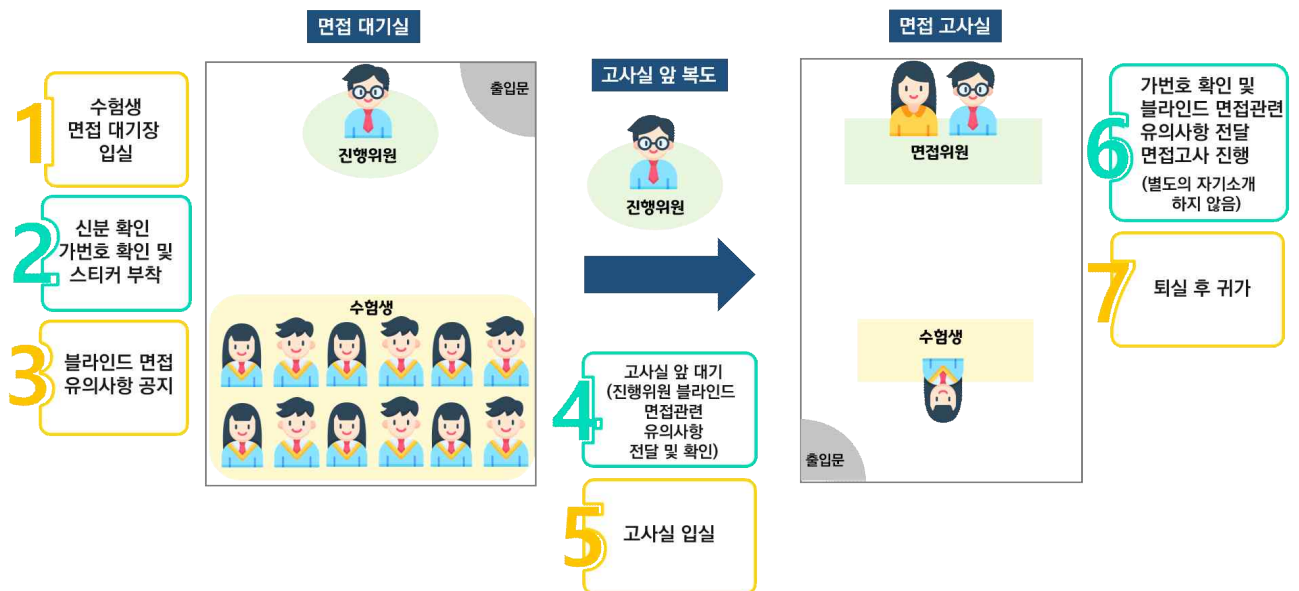 면접 대기실
1
수험생
면접 대기장
입실
2
신분 확인
가번호 확인 및
스티커 부착
3
블라인드 면접
유의사항 공지
출입문
진행위원
수험생
고사실 앞 복도
진행위원
4
고사실 앞 대기
(진행위원 블라인드
면접관련
유의사항
전달 및 확인)
5
고사실 입실
면접 고사실
면접위원
수험생
출입문
6
가번호 확인 및
블라인드 면접관련
유의사항 전달
면접고사 진행
(별도의 자기소개
하지 않음)
7
퇴실 후 귀가